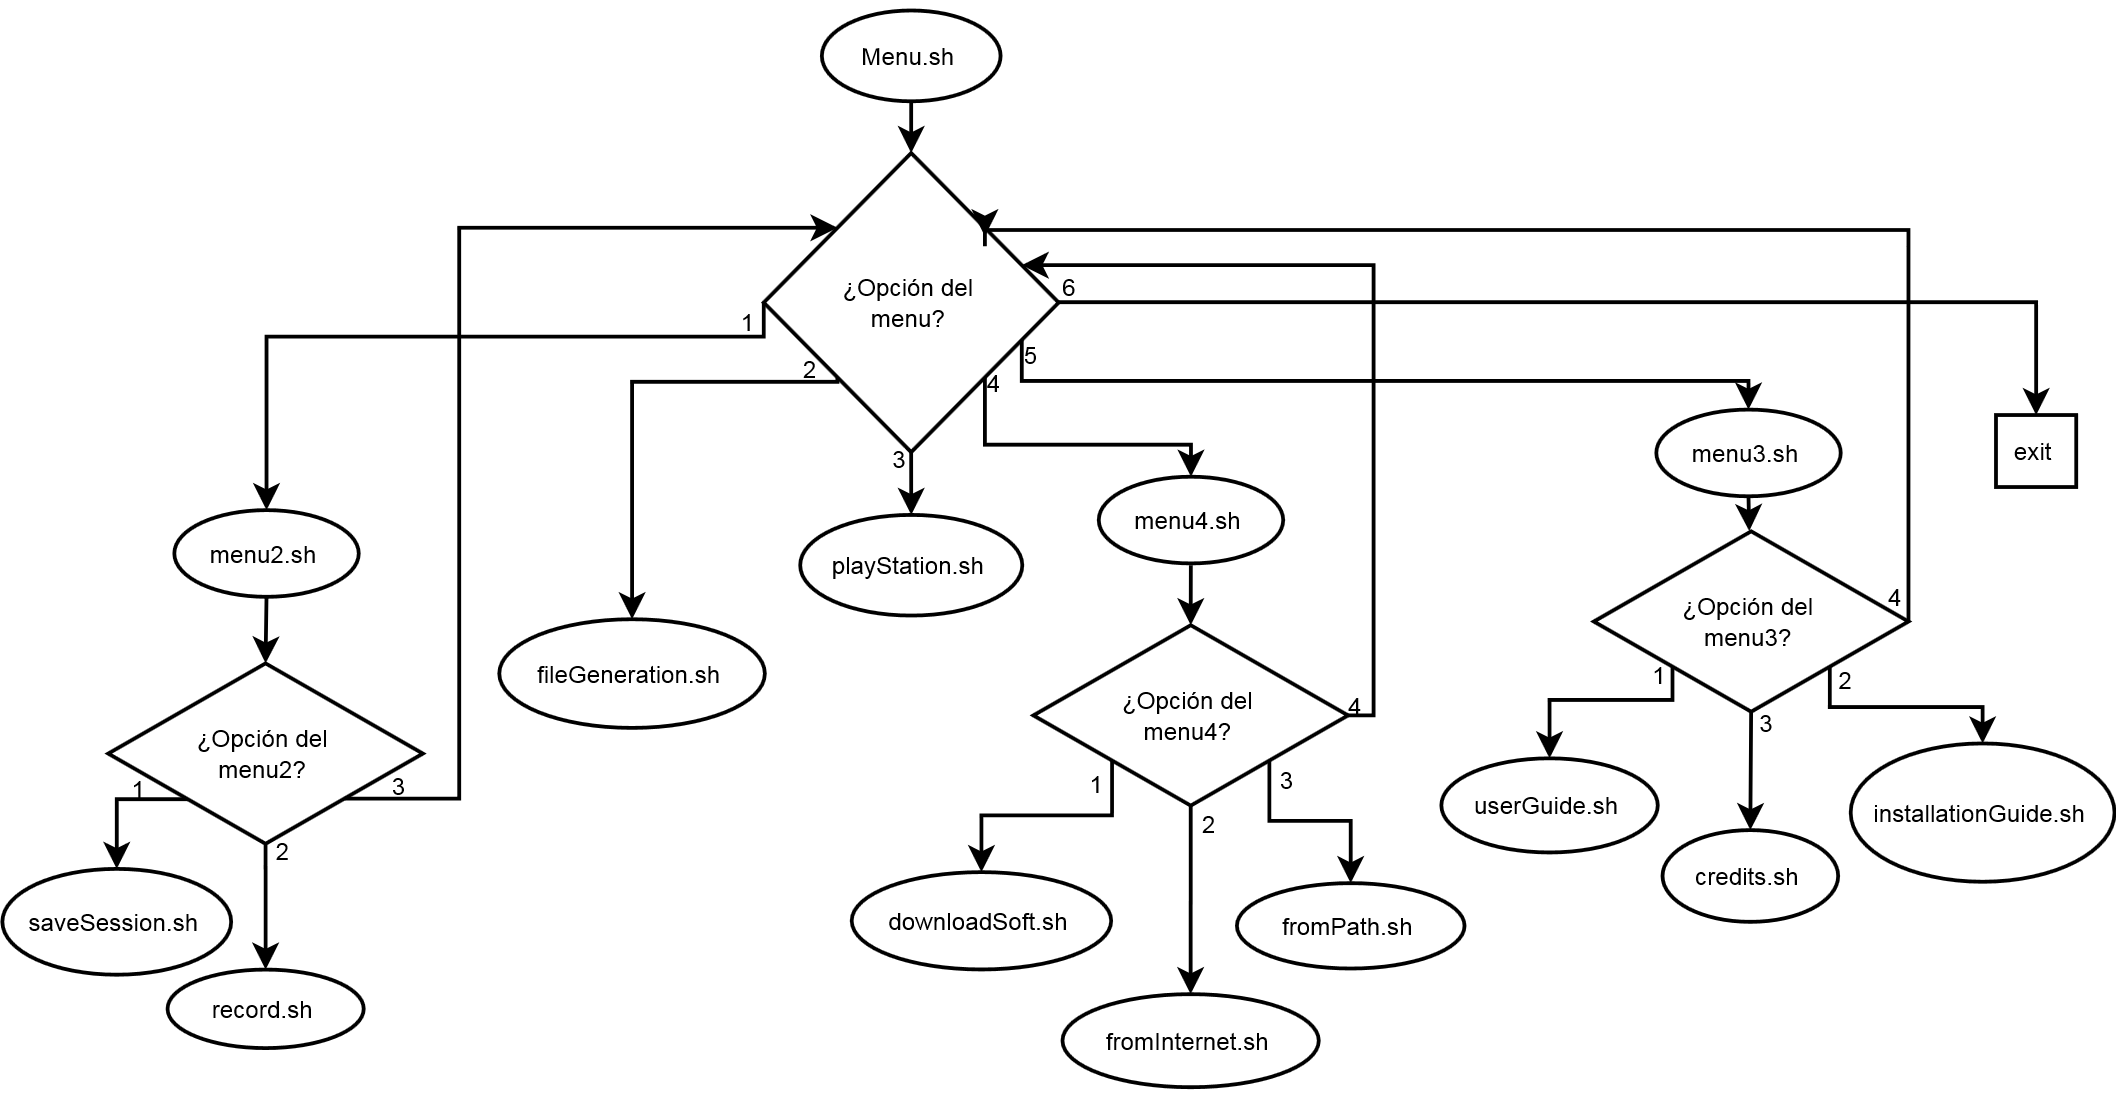 Menu.sh
¿Opción del
menu?
1
2
3
4
5
6
menu2.sh
¿Opción del
menu2?
1
2
3
saveSession.sh
record.sh
fileGeneration.sh
playStation.sh
menu4.sh
¿Opción del
menu4?
1
2
3
4
downloadSoft.sh
fromInternet.sh
fromPath.sh
menu3.sh
¿Opción del
menu3?
1
2
3
4
userGuide.sh
credits.sh
installationGuide.sh
exit